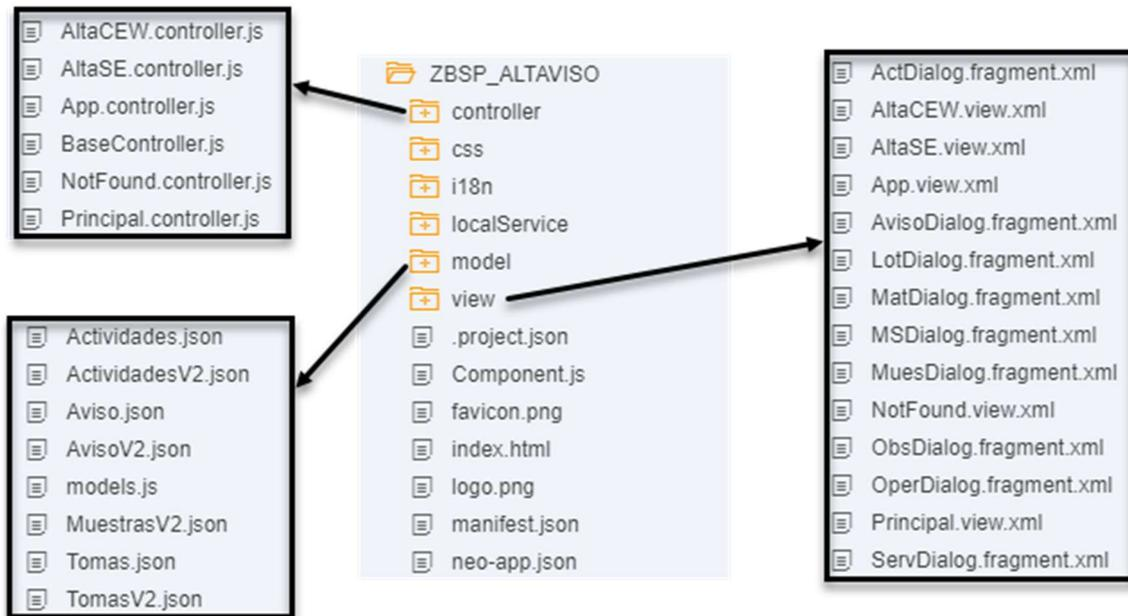 AltaCEW.controller.js
AltaSE.controller.js
App.controller.js
BaseController.js
NotFound.controller.js
Principal.controller.js
ZBSP_ALTAVISO
controller
css
i18n
localService
model
view
.project.json
Component.js
favicon.png
index.html
logo.png
manifest.json
neo-app.json
Actividades.json
ActividadesV2.json
Aviso.json
AvisoV2.json
models.js
MuestrasV2.json
Tomas.json
TomasV2.json
ActDialog.fragment.xml
AltaCEW.view.xml
AltaSE.view.xml
App.view.xml
AvisoDialog.fragment.xml
LotDialog.fragment.xml
MatDialog.fragment.xml
MSDialog.fragment.xml
MuesDialog.fragment.xml
NotFound.view.xml
ObsDialog.fragment.xml
OperDialog.fragment.xml
Principal.view.xml
ServDialog.fragment.xml